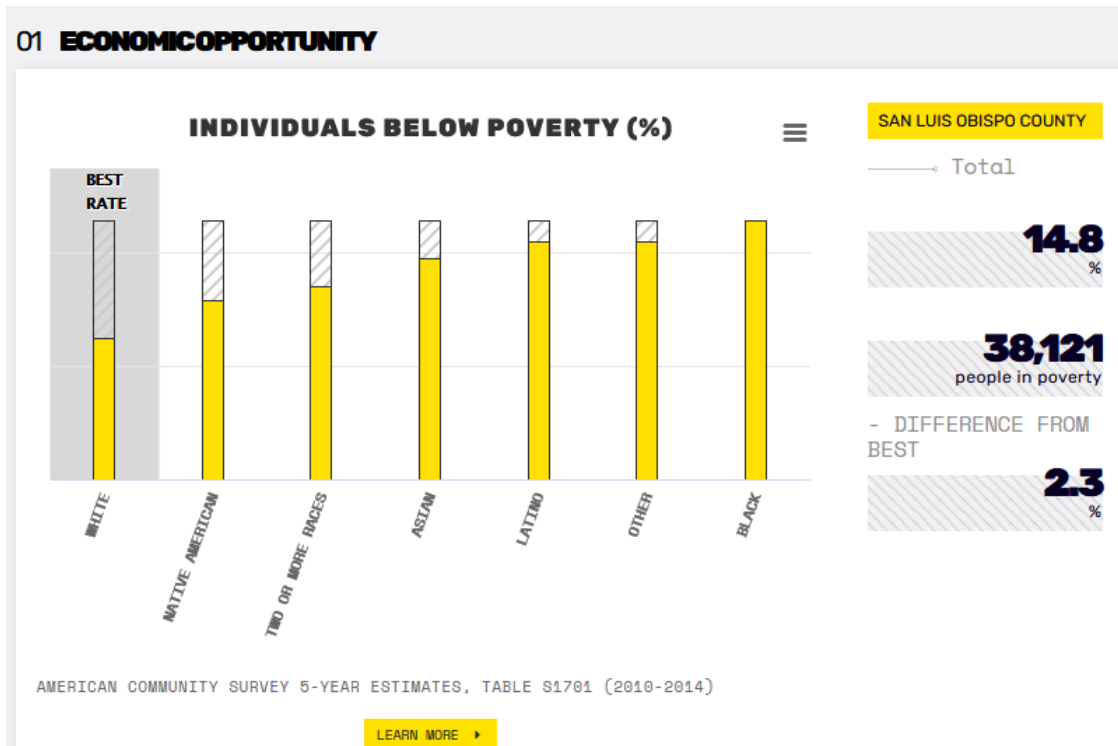 01 ECONOMIC OPPORTUNITY
INDIVIDUALS BELOW POVERTY (%)
BEST
RATE
WHITE
NATIVE AMERICAN
TWO OR MORE RACES
ASIAN
LATINO
OTHER
BLACK
AMERICAN COMMUNITY SURVEY 5-YEAR ESTIMATES, TABLE S1701 (2010-2014)
LEARN MORE
SAN LUIS OBISPO COUNTY
Total
14.8
%
38,121
people in poverty
- DIFFERENCE FROM
BEST
2.3
%